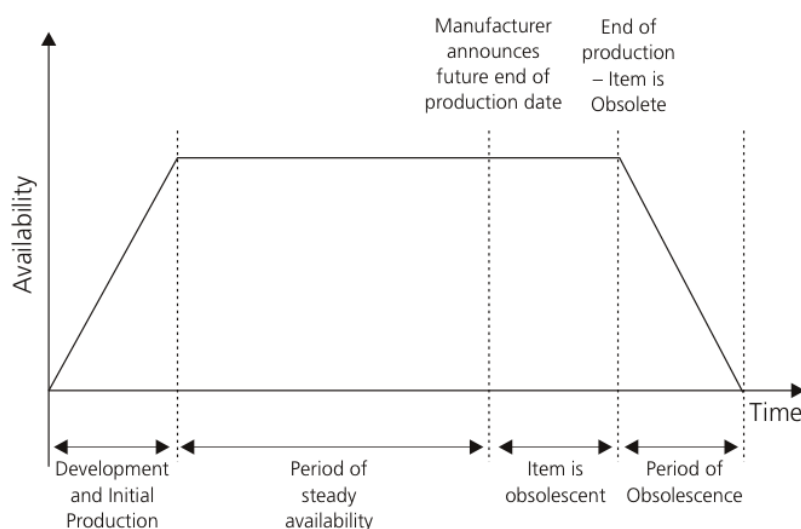 Manufacturer
announces
future end of
production date
End of
production
– Item is
Obsolete
Availability
Time
Development
and Initial
Production
Period of
steady
availability
Item is
obsolescent
Period of
Obsolescence